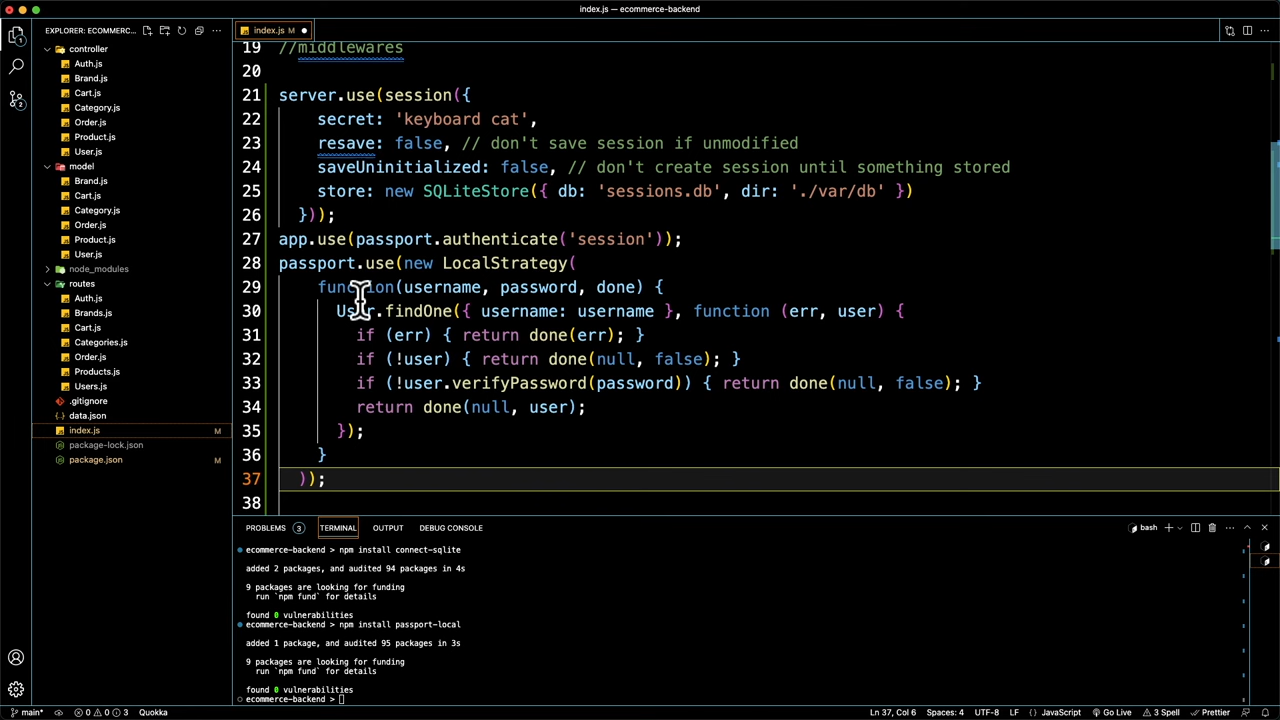 index.js — ecommerce-backend
EXPLORER: ECOMMERC...
index.js M
controller
Auth.js
Brand.js
Cart.js
Category.js
Order.js
Product.js
User.js
model
Brand.js
Cart.js
Category.js
Order.js
Product.js
User.js
node_modules
routes
Auth.js
Brands.js
Cart.js
Categories.js
Order.js
Products.js
Users.js
.gitignore
data.json
index.js M
package-lock.json
package.json M
19 //middlewares
20
21 server.use(session({
22 secret: 'keyboard cat',
23 resave: false, // don't save session if unmodified
24 saveUninitialized: false, // don't create session until something stored
25 store: new SQLiteStore({ db: 'sessions.db', dir: './var/db' })
26 }));
27 app.use(passport.authenticate('session'));
28 passport.use(new LocalStrategy(
29 function(username, password, done) {
30 User.findOne({ username: username }, function (err, user) {
31 if (err) { return done(err); }
32 if (!user) { return done(null, false); }
33 if (!user.verifyPassword(password)) { return done(null, false); }
34 return done(null, user);
35 });
36 }
37 ));
38
PROBLEMS 3 TERMINAL OUTPUT DEBUG CONSOLE bash
ecommerce-backend > npm install connect-sqlite
added 2 packages, and audited 94 packages in 4s
9 packages are looking for funding
run `npm fund` for details
found 0 vulnerabilities
ecommerce-backend > npm install passport-local
added 1 package, and audited 95 packages in 3s
9 packages are looking for funding
run `npm fund` for details
found 0 vulnerabilities
ecommerce-backend >
main* 0 0 3 Quokka Ln 37, Col 6 Spaces: 4 UTF-8 LF {} JavaScript Go Live 3 Spell Prettier